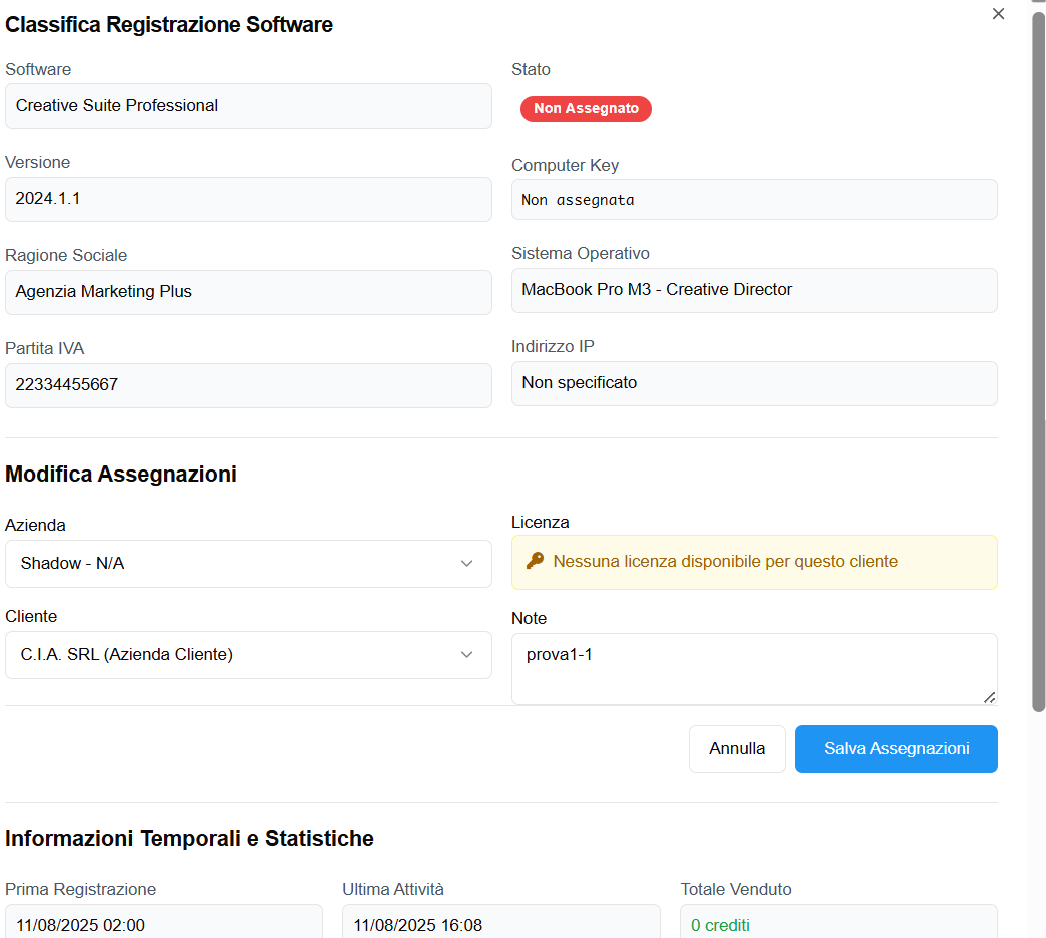 Classifica Registrazione Software
Software
Creative Suite Professional
Stato
Non Assegnato
Versione
2024.1.1
Computer Key
Non assegnata
Ragione Sociale
Agenzia Marketing Plus
Sistema Operativo
MacBook Pro M3 - Creative Director
Partita IVA
22334455667
Indirizzo IP
Non specificato
Modifica Assegnazioni
Azienda
Shadow - N/A
Licenza
Nessuna licenza disponibile per questo cliente
Cliente
C.I.A. SRL (Azienda Cliente)
Note
prova1-1
Annulla
Salva Assegnazioni
Informazioni Temporali e Statistiche
Prima Registrazione
11/08/2025 02:00
Ultima Attività
11/08/2025 16:08
Totale Venduto
0 crediti